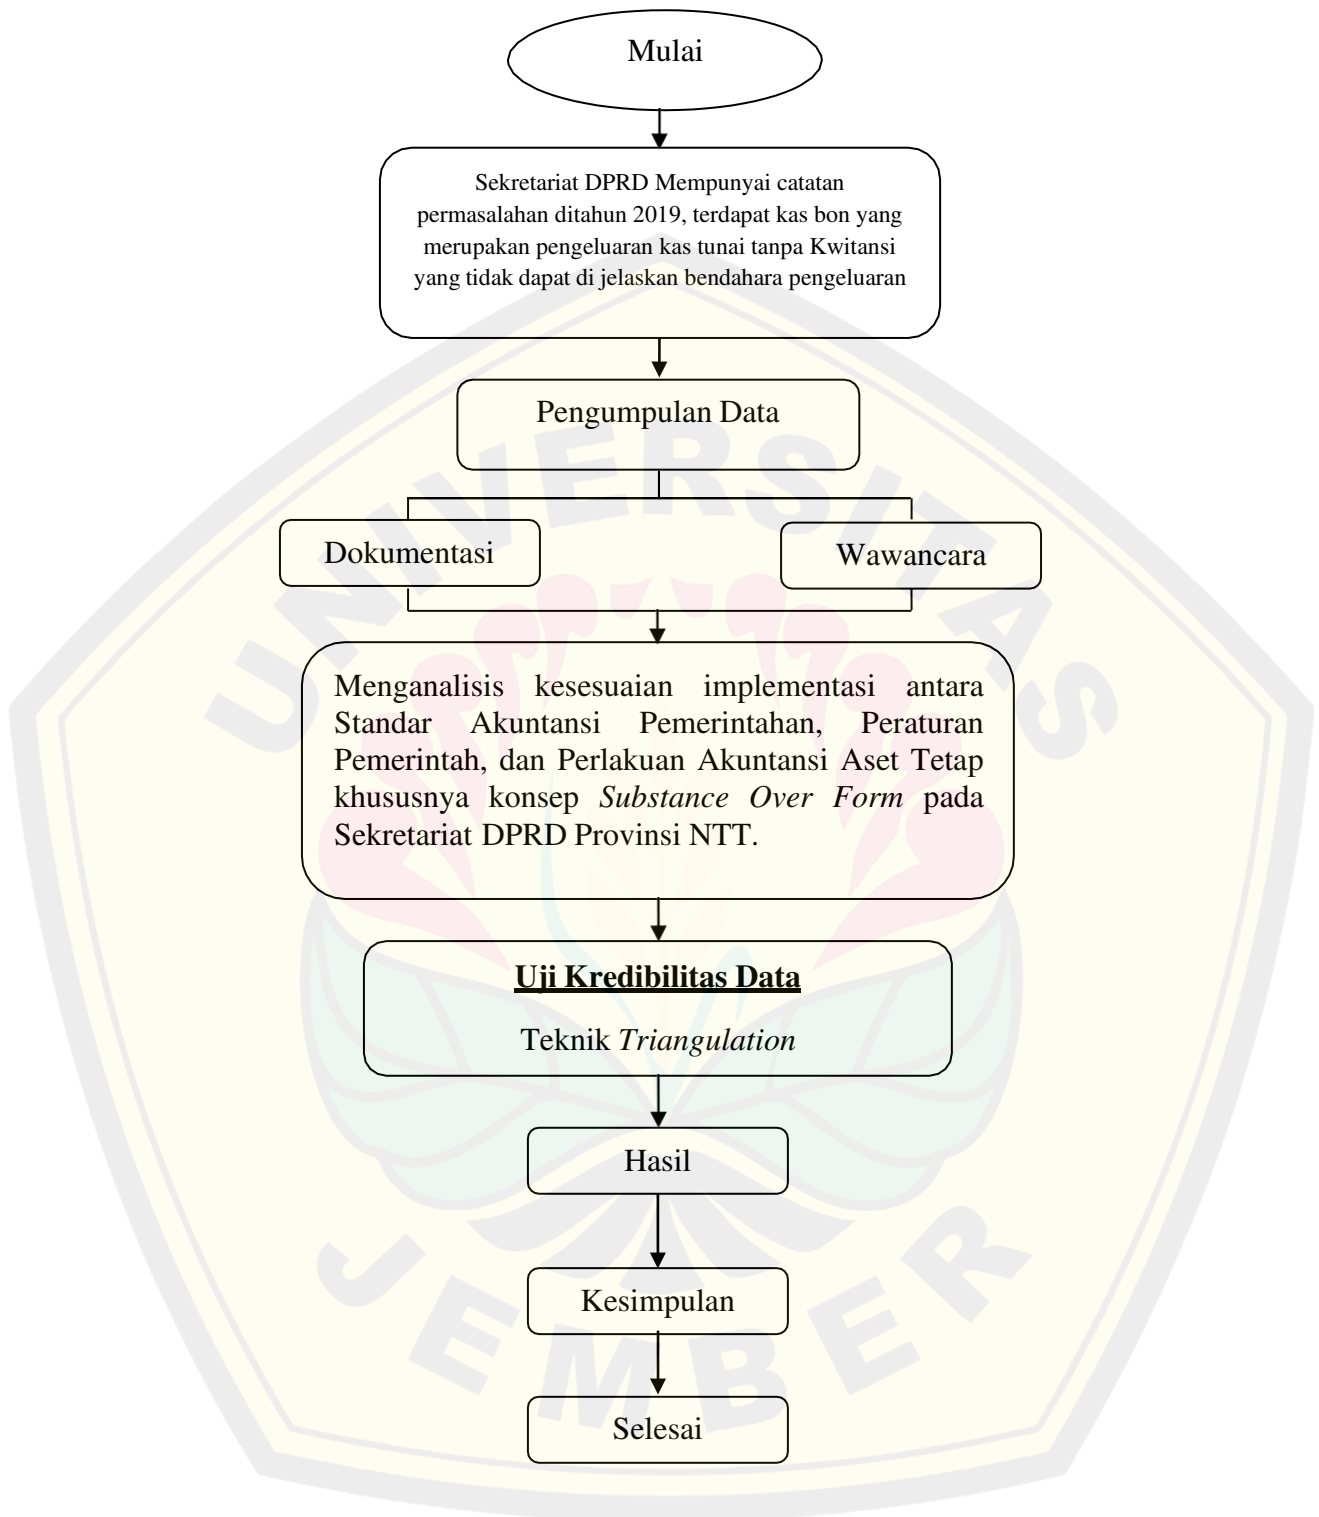 Mulai
Sekretariat DPRD Mempunyai catatan
permasalahan ditahun 2019, terdapat kas bon yang
merupakan pengeluaran kas tunai tanpa Kwitansi
yang tidak dapat di jelaskan bendahara pengeluaran
Pengumpulan Data
UNIVERSITAS
Dokumentasi
Wawancara
Menganalisis kesesuaian implementasi antara
Standar Akuntansi Pemerintahan, Peraturan
Pemerintah, dan Perlakuan Akuntansi Aset Tetap
khususnya konsep Substance Over Form pada
Sekretariat DPRD Provinsi NTT.
Uji Kredibilitas Data
Teknik Triangulation
Hasil
Kesimpulan
JEMBER
Selesai